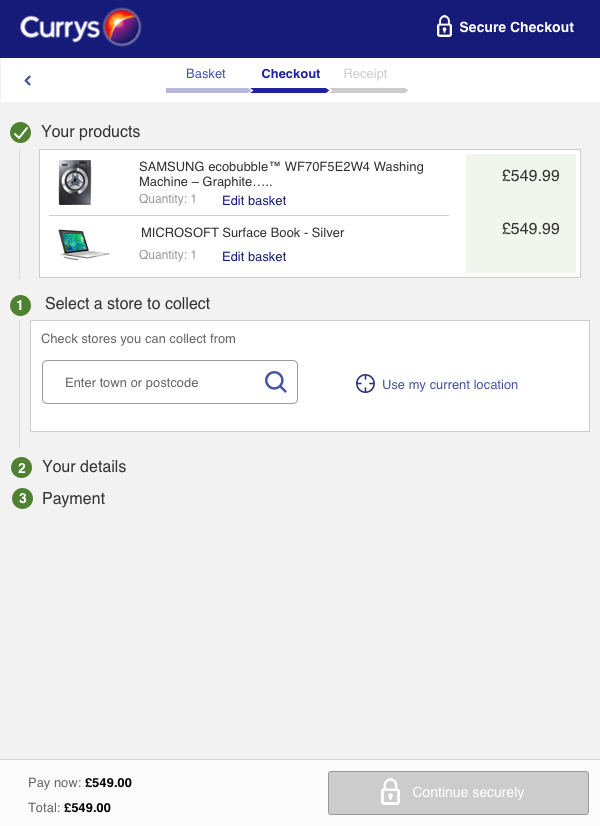 Currys
Secure Checkout
Basket
Checkout
Receipt
Your products
SAMSUNG ecobubble™ WF70F5E2W4 Washing
Machine – Graphite…..
£549.99
Quantity: 1
Edit basket
MICROSOFT Surface Book - Silver
£549.99
Quantity: 1
Edit basket
1
Select a store to collect
Check stores you can collect from
Enter town or postcode
Use my current location
2
Your details
3
Payment
Pay now: £549.00
Total: £549.00
Continue securely